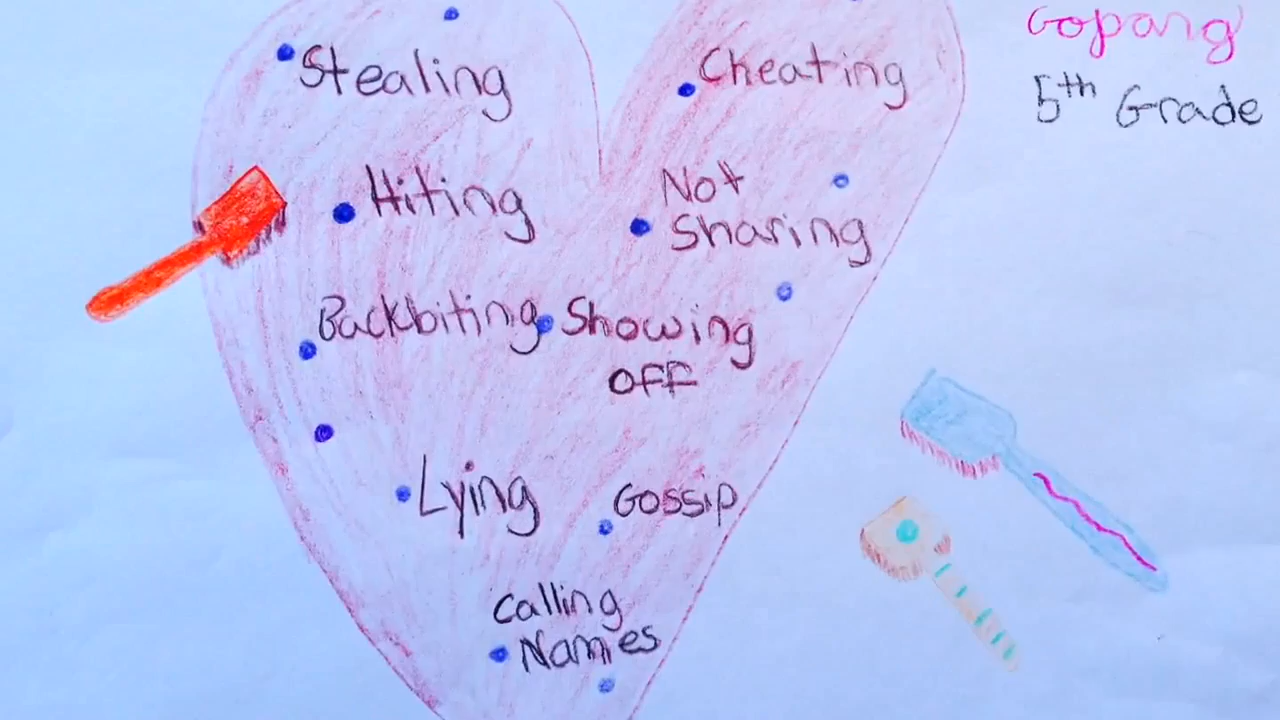 Gopang
5th Grade
Stealing
Cheating
Hiting
Not
Sharing
Backbiting
Showing
OFF
Lying
Gossip
Calling
Names